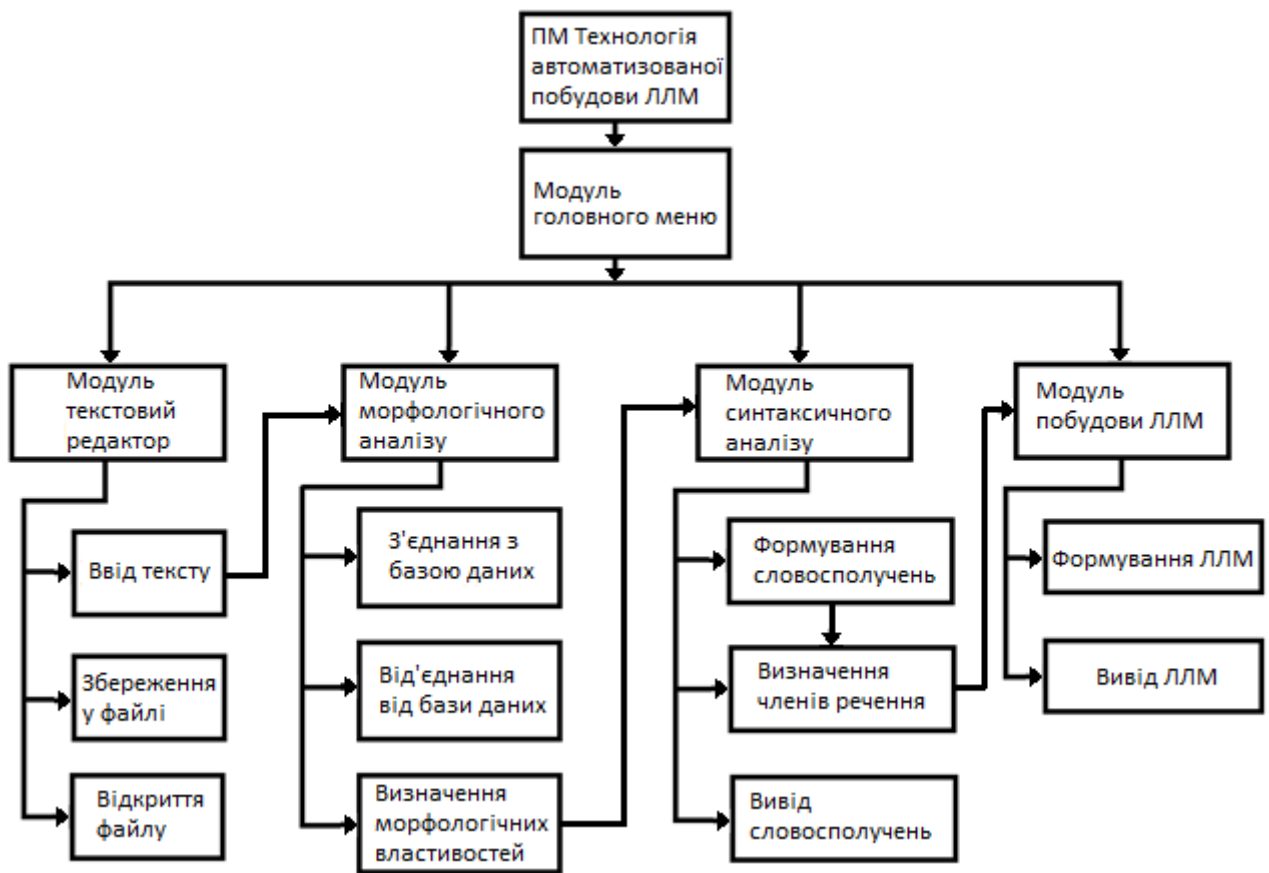 ПМ Технологія
автоматизованої
побудови ЛЛМ
Модуль
головного меню
Модуль
текстовий
редактор
Модуль
морфологічного
аналізу
Модуль
синтаксичного
аналізу
Модуль
побудови ЛЛМ
Ввід тексту
Збереження
у файлі
Відкриття
файлу
З'єднання з
базою даних
Від'єднання
від бази даних
Визначення
морфологічних
властивостей
Формування
словосполучень
Визначення
членів речення
Вивід
словосполучень
Формування ЛЛМ
Вивід ЛЛМ